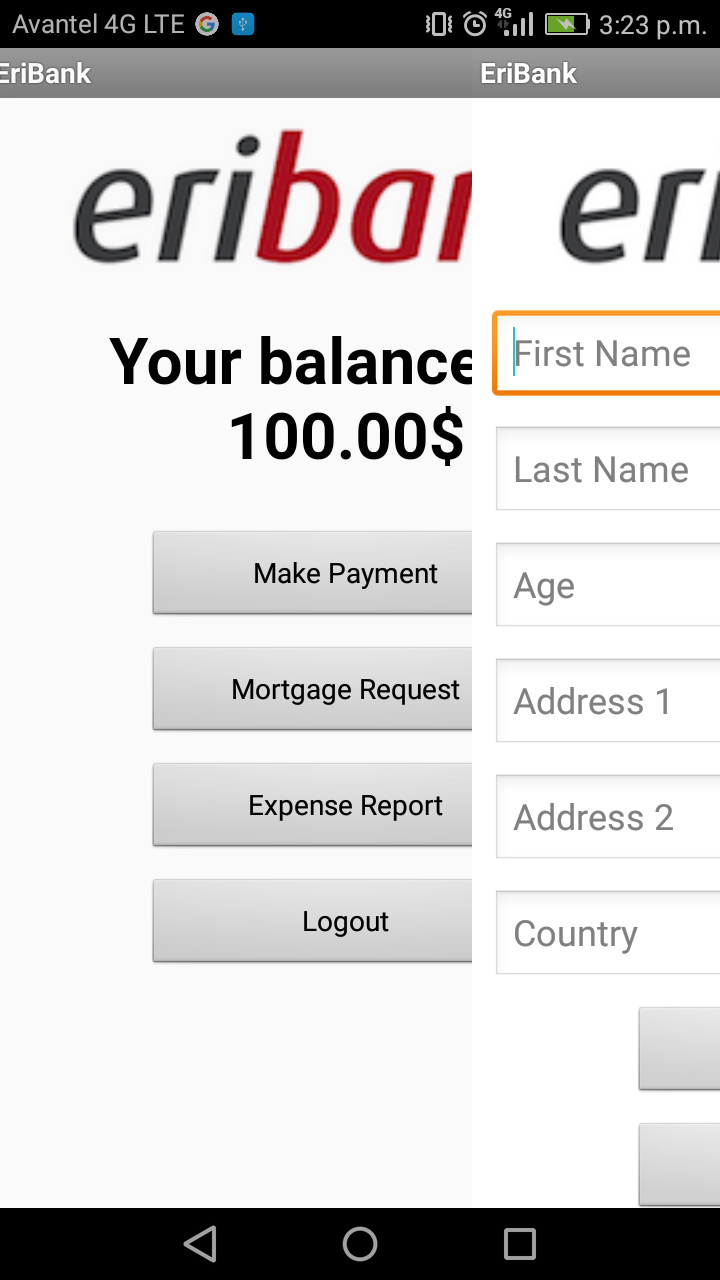 Avantel 4G LTE
4G
3:23 p.m.
EriBank
eriban
Your balance
100.00$
Make Payment
Mortgage Request
Expense Report
Logout
EriBank
eri
First Name
Last Name
Age
Address 1
Address 2
Country